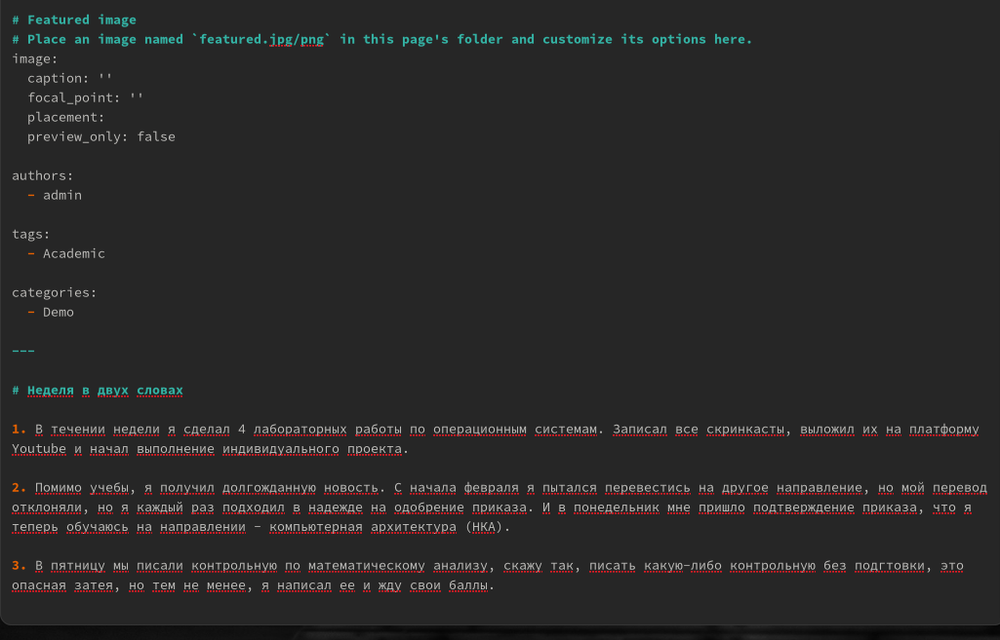 # Featured image
# Place an image named `featured.jpg/png` in this page's folder and customize its options here.
image:
  caption: ''
  focal_point: ''
  placement:
  preview_only: false
authors:
  - admin
tags:
  - Academic
categories:
  - Demo
---
# Неделя в двух словах
1. В течении недели я сделал 4 лабораторных работы по операционным системам. Записал все скринкасты, выложил их на платформу
Youtube и начал выполнение индивидуального проекта.
2. Помимо учебы, я получил долгожданную новость. С начала февраля я пытался перевестись на другое направление, но мой перевод
отклоняли, но я каждый раз подходил в надежде на одобрение приказа. И в понедельник мне пришло подтверждение приказа, что я
теперь обучаюсь на направлении - компьютерная архитектура (НКА).
3. В пятницу мы писали контрольную по математическому анализу, скажу так, писать какую-либо контрольную без подгтовки, это
опасная затея, но тем не менее, я написал ее и жду свои баллы.